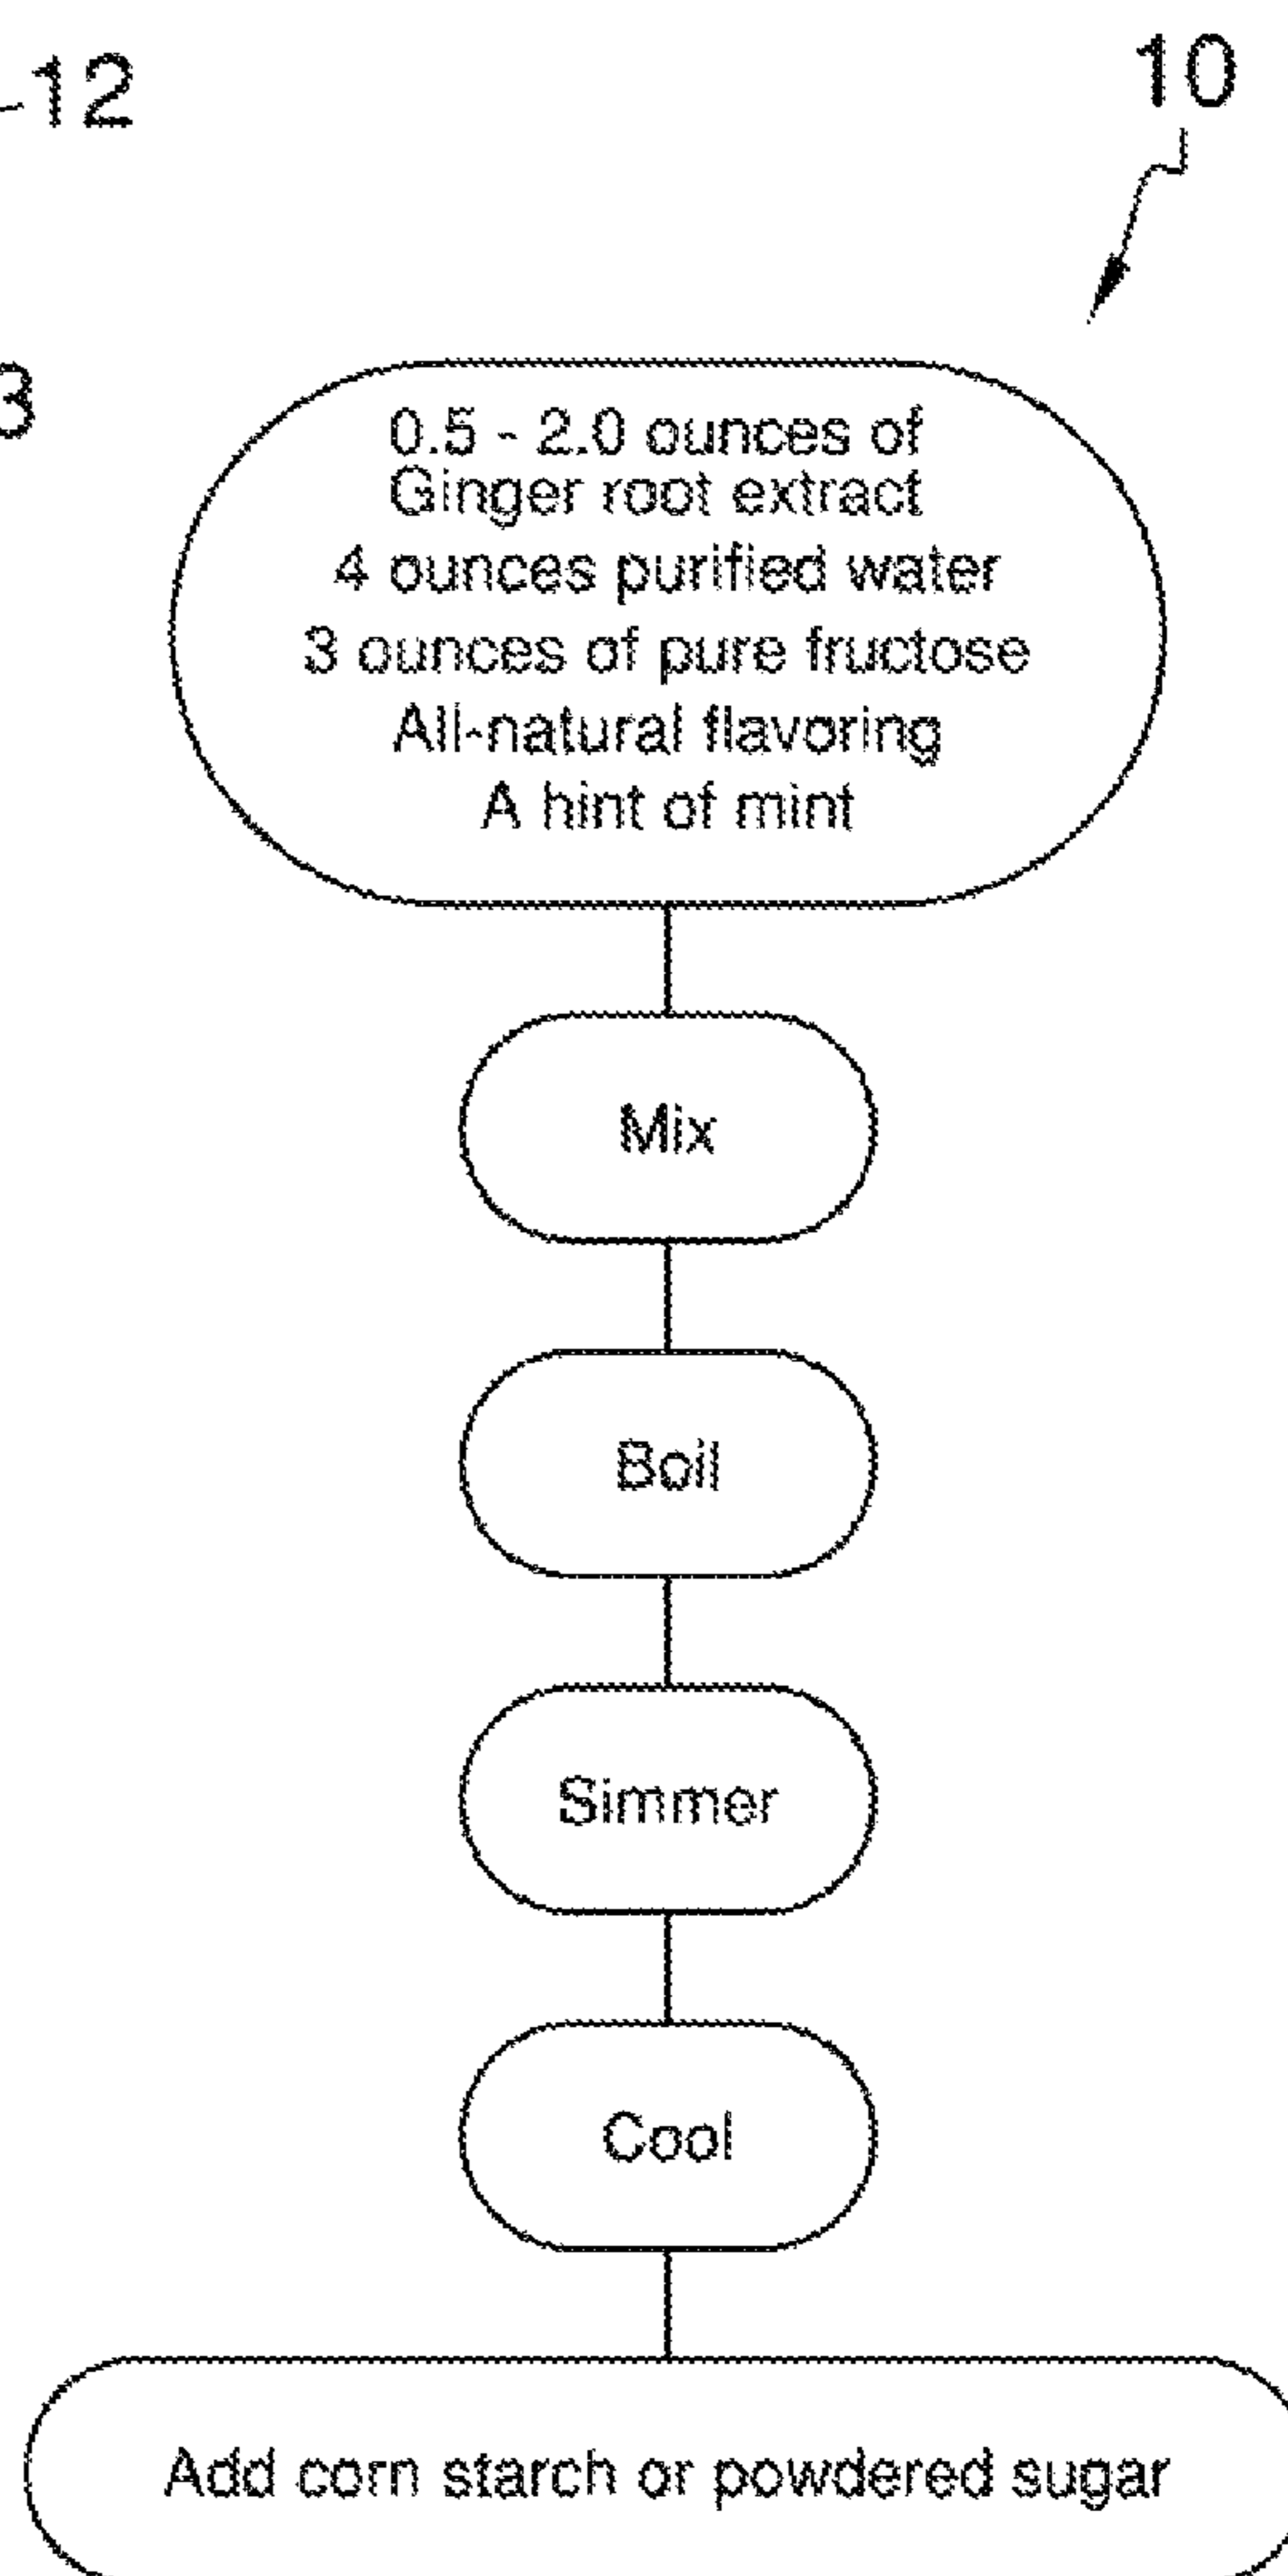 -12
10
3
0.5 - 2.0 ounces of
Ginger root extract
4 ounces purified water
3 ounces of pure fructose
All-natural flavoring
A hint of mint
Mix
Boil
Simmer
Cool
Add corn starch or powdered sugar